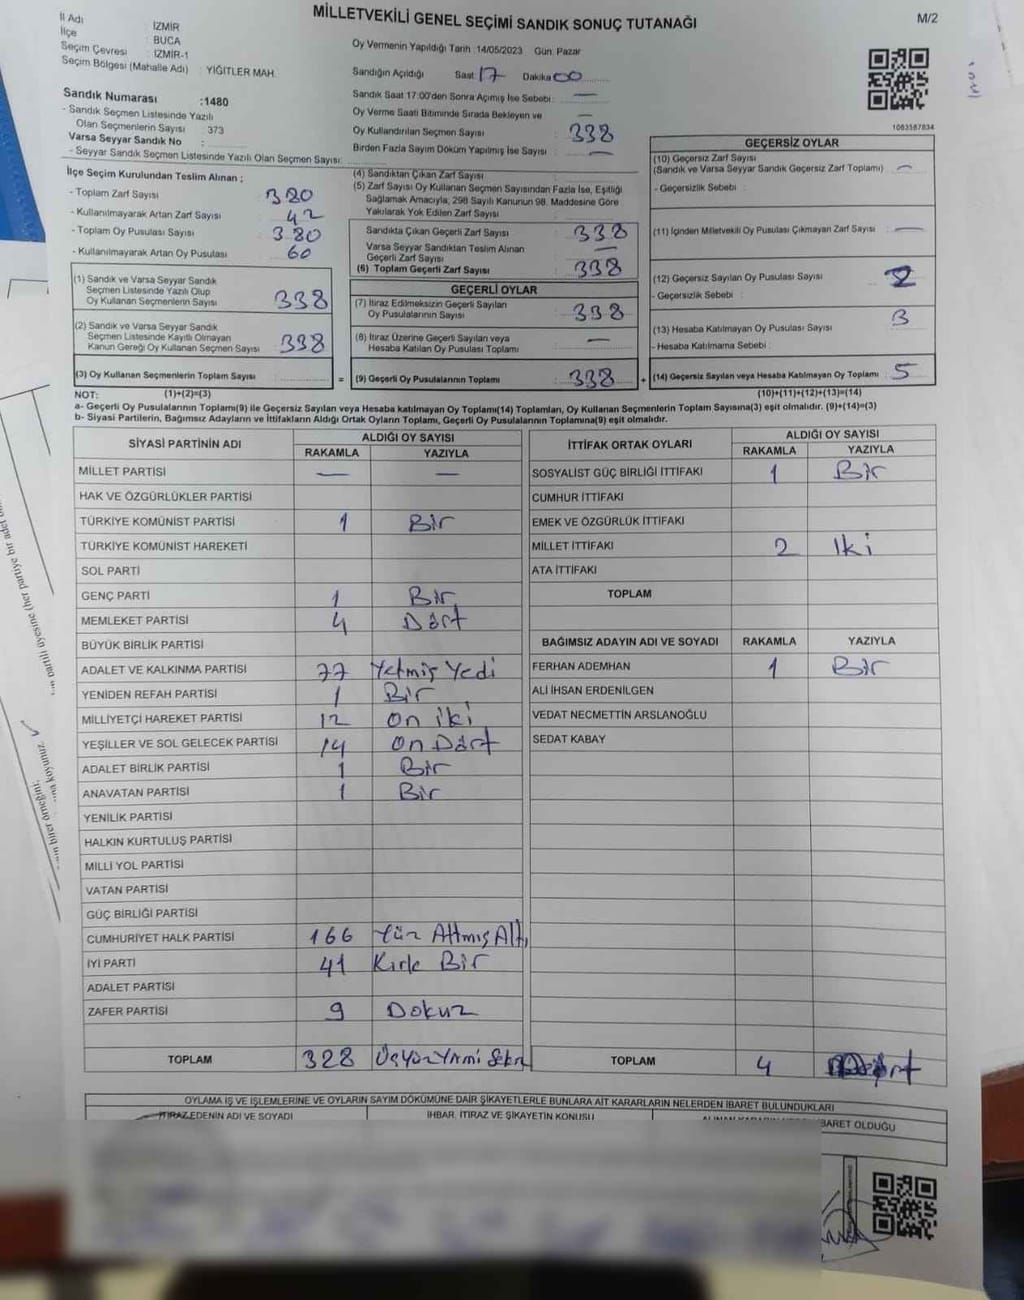 MİLLETVEKİLİ GENEL SEÇİMİ SANDIK SONUÇ TUTANAĞI
M/2
İl Adı İZMİR
İlçe : BUCA
Seçim Çevresi : İZMİR-1
Seçim Bölgesi (Mahalle Adı) : YİĞİTLER MAH.
Sandık Numarası :1480
- Sandık Seçmen Listesinde Yazılı
Olan Seçmenlerin Sayısı : 373
Varsa Seyyar Sandık No :
- Seyyar Sandık Seçmen Listesinde Yazılı Olan Seçmen Sayısı:
Oy Vermenin Yapıldığı Tarih :14/05/2023 Gün: Pazar
Sandığın Açıldığı Saat 17 Dakika 00
Sandık Saat 17:00'den Sonra Açımış İse Sebebi : —
Oy Verme Saati Bitiminde Sırada Bekleyen ve —
Oy Kullandırılan Seçmen Sayısı : 338
Birden Fazla Sayım Döküm Yapılmış İse Sayısı : —
1063587834
İlçe Seçim Kurulundan Teslim Alınan ;
- Toplam Zarf Sayısı 380
- Kullanılmayarak Artan Zarf Sayısı : 42
- Toplam Oy Pusulası Sayısı : 380
- Kullanılmayarak Artan Oy Pusulası : 60
(1) Sandık ve Varsa Seyyar Sandık
Seçmen Listesinde Yazılı Olup
Oy Kullanan Seçmenlerin Sayısı : 338
(2) Sandık ve Varsa Seyyar Sandık
Seçmen Listesinde Kayıtlı Olmayan
Kanun Gereği Oy Kullanan Seçmen Sayısı : 338
(3) Oy Kullanan Seçmenlerin Toplam Sayısı :
NOT: (1)+(2)=(3)
(4) Sandıktan Çıkan Zarf Sayısı :
(5) Zarf Sayısı Oy Kullanan Seçmen Sayısından Fazla İse, Eşitliği
Sağlamak Amacıyla, 298 Sayılı Kanunun 98. Maddesine Göre
Yakılarak Yok Edilen Zarf Sayısı :
Sandıkta Çıkan Geçerli Zarf Sayısı : 338
Varsa Seyyar Sandıktan Teslim Alınan
Geçerli Zarf Sayısı : —
(6) Toplam Geçerli Zarf Sayısı : 338
GEÇERLİ OYLAR
(7) İtiraz Edilmeksizin Geçerli Sayılan
Oy Pusulalarının Sayısı : 338
(8) İtiraz Üzerine Geçerli Sayılan veya
Hesaba Katılan Oy Pusulası Toplamı : —
= (9) Geçerli Oy Pusulalarının Toplamı : 338
GEÇERSİZ OYLAR
(10) Geçersiz Zarf Sayısı
(Sandık ve Varsa Seyyar Sandık Geçersiz Zarf Toplamı) : —
- Geçersizlik Sebebi :
(11) İçinden Milletvekili Oy Pusulası Çıkmayan Zarf Sayısı : —
(12) Geçersiz Sayılan Oy Pusulası Sayısı : 2
- Geçersizlik Sebebi :
(13) Hesaba Katılmayan Oy Pusulası Sayısı : 3
- Hesaba Katılmama Sebebi :
+ (14) Geçersiz Sayılan veya Hesaba Katılmayan Oy Toplamı : 5
(10)+(11)+(12)+(13)=(14)
a- Geçerli Oy Pusulalarının Toplamı(9) ile Geçersiz Sayılan veya Hesaba katılmayan Oy Toplamı(14) Toplamları, Oy Kullanan Seçmenlerin Toplam Sayısına(3) eşit olmalıdır. (9)+(14)=(3)
b- Siyasi Partilerin, Bağımsız Adayların ve İttifakların Aldığı Ortak Oyların Toplamı, Geçerli Oy Pusulalarının Toplamına(9) eşit olmalıdır.
SİYASİ PARTİNİN ADI ALDIĞI OY SAYISI
RAKAMLA YAZIYLA
MİLLET PARTİSİ — —
HAK VE ÖZGÜRLÜKLER PARTİSİ
TÜRKİYE KOMÜNİST PARTİSİ 1 Bir
TÜRKİYE KOMÜNİST HAREKETİ
SOL PARTİ
GENÇ PARTİ 1 Bir
MEMLEKET PARTİSİ 4 Dört
BÜYÜK BİRLİK PARTİSİ
ADALET VE KALKINMA PARTİSİ 77 Yetmiş Yedi
YENİDEN REFAH PARTİSİ 1 Bir
MİLLİYETÇİ HAREKET PARTİSİ 12 On iki
YEŞİLLER VE SOL GELECEK PARTİSİ 14 On Dört
ADALET BİRLİK PARTİSİ 1 Bir
ANAVATAN PARTİSİ 1 Bir
YENİLİK PARTİSİ
HALKIN KURTULUŞ PARTİSİ
MİLLİ YOL PARTİSİ
VATAN PARTİSİ
GÜÇ BİRLİĞİ PARTİSİ
CUMHURİYET HALK PARTİSİ 166 Yüz Altmış Altı
İYİ PARTİ 41 Kırk Bir
ADALET PARTİSİ
ZAFER PARTİSİ 9 Dokuz
TOPLAM 328
İTTİFAK ORTAK OYLARI ALDIĞI OY SAYISI
RAKAMLA YAZIYLA
SOSYALİST GÜÇ BİRLİĞİ İTTİFAKI 1 Bir
CUMHUR İTTİFAKI
EMEK VE ÖZGÜRLÜK İTTİFAKI
MİLLET İTTİFAKI 2 İki
ATA İTTİFAKI
TOPLAM
BAĞIMSIZ ADAYIN ADI VE SOYADI RAKAMLA YAZIYLA
FERHAN ADEMHAN 1 Bir
ALİ İHSAN ERDENİLGEN
VEDAT NECMETTİN ARSLANOĞLU
SEDAT KABAY
TOPLAM 4
OYLAMA İŞ VE İŞLEMLERİNE VE OYLARIN SAYIM DÖKÜMÜNE DAİR ŞİKAYETLERLE BUNLARA AİT KARARLARIN NELERDEN İBARET BULUNDUKLARI
İTİRAZ EDENİN ADI VE SOYADI İHBAR, İTİRAZ VE ŞİKAYETİN KONUSU
BARET OLDUĞU